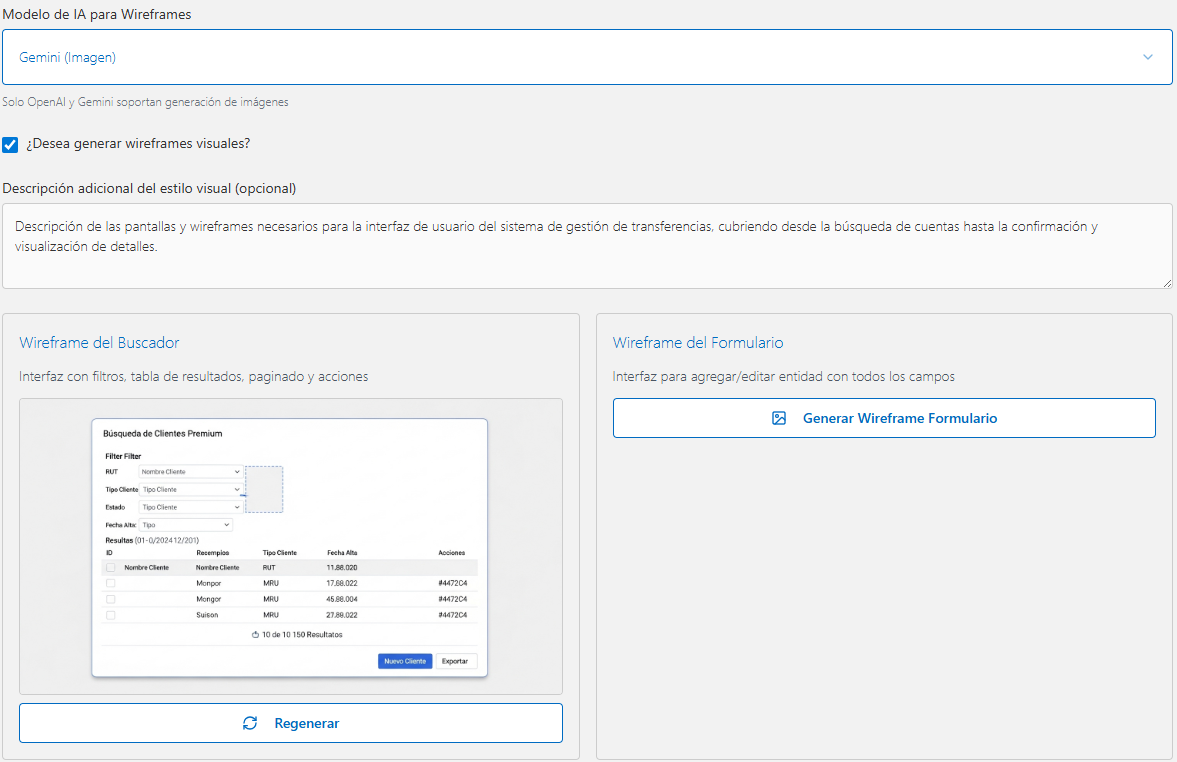 Modelo de IA para Wireframes
Gemini (Imagen)
Solo OpenAI y Gemini soportan generación de imágenes
¿Desea generar wireframes visuales?
Descripción adicional del estilo visual (opcional)
Descripción de las pantallas y wireframes necesarios para la interfaz de usuario del sistema de gestión de transferencias, cubriendo desde la búsqueda de cuentas hasta la confirmación y
visualización de detalles.
Wireframe del Buscador
Interfaz con filtros, tabla de resultados, paginado y acciones
Búsqueda de Clientes Premium
Filter Filter
RUT Nombre Cliente
Tipo Cliente Tipo Cliente
Estado Tipo Cliente
Fecha Alta: Tipo
Resultas (01-0/2024 12/201)
ID Recempios Tipo Cliente Fecha Alta Acciones
Nombre Cliente Nombre Cliente RUT 11.86.020
Monpor MRU 17.68.022 #4472C4
Mongor MRU 45.88.004 #4472C4
Suison MRU 27.89.022 #4472C4
10 de 10 150 Resultatos
Nuevo Cliente Exportar
Regenerar
Wireframe del Formulario
Interfaz para agregar/editar entidad con todos los campos
Generar Wireframe Formulario